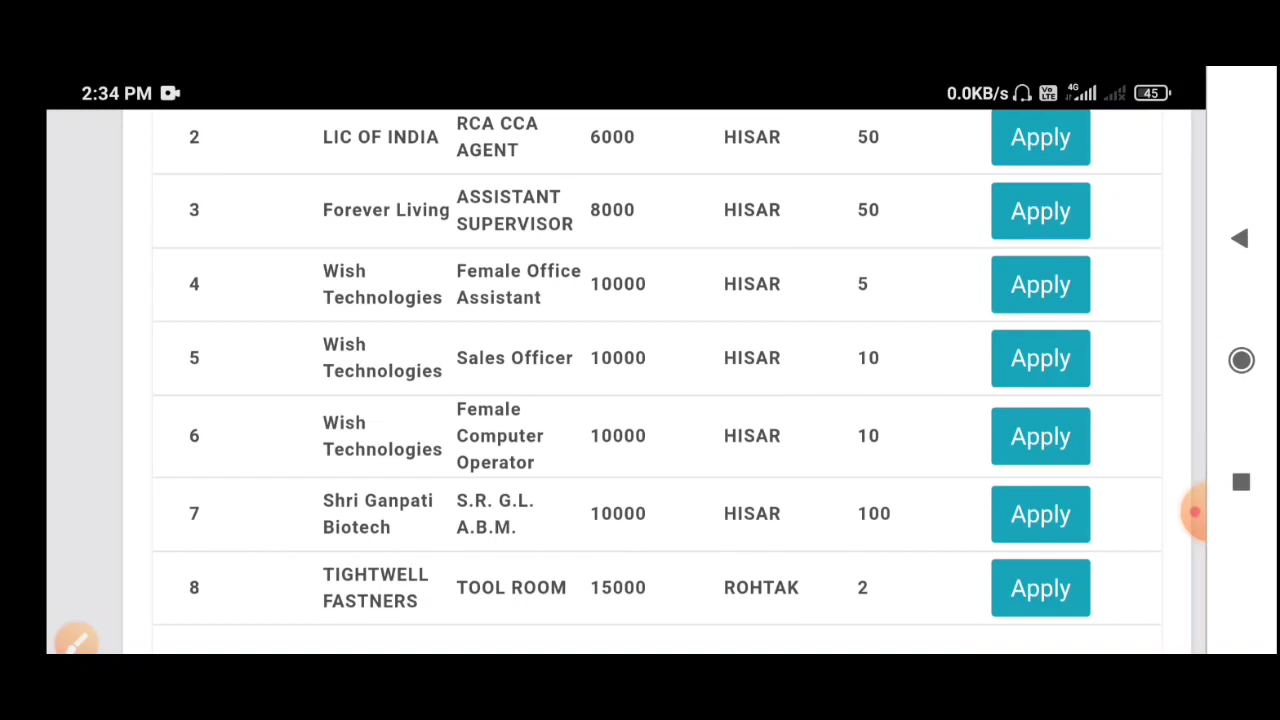 2:34 PM 0.0KB/s Vo LTE 4G 45
2 LIC OF INDIA RCA CCA AGENT 6000 HISAR 50 Apply
3 Forever Living ASSISTANT SUPERVISOR 8000 HISAR 50 Apply
4 Wish Technologies Female Office Assistant 10000 HISAR 5 Apply
5 Wish Technologies Sales Officer 10000 HISAR 10 Apply
6 Wish Technologies Female Computer Operator 10000 HISAR 10 Apply
7 Shri Ganpati Biotech S.R. G.L. A.B.M. 10000 HISAR 100 Apply
8 TIGHTWELL FASTNERS TOOL ROOM 15000 ROHTAK 2 Apply